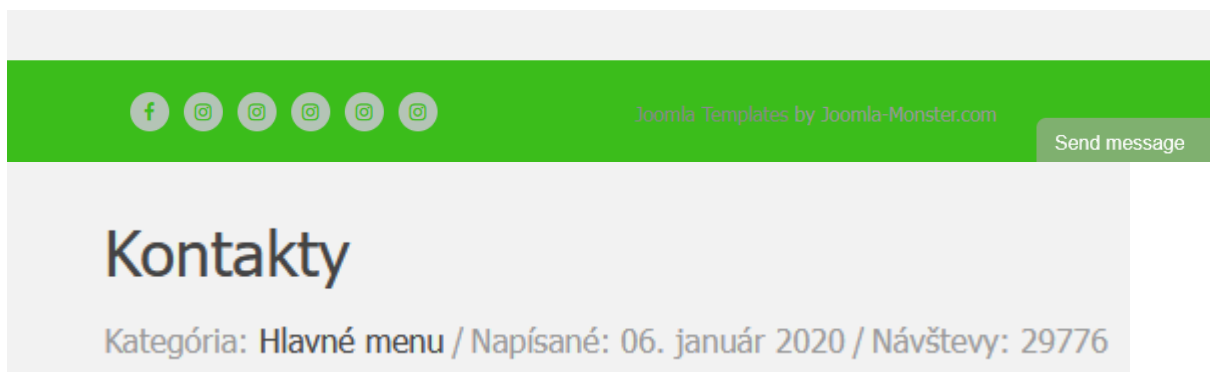 Joomla Templates by Joomla-Monster.com
Send message
Kontakty
Kategória: Hlavné menu / Napísané: 06. január 2020 / Návštevy: 29776